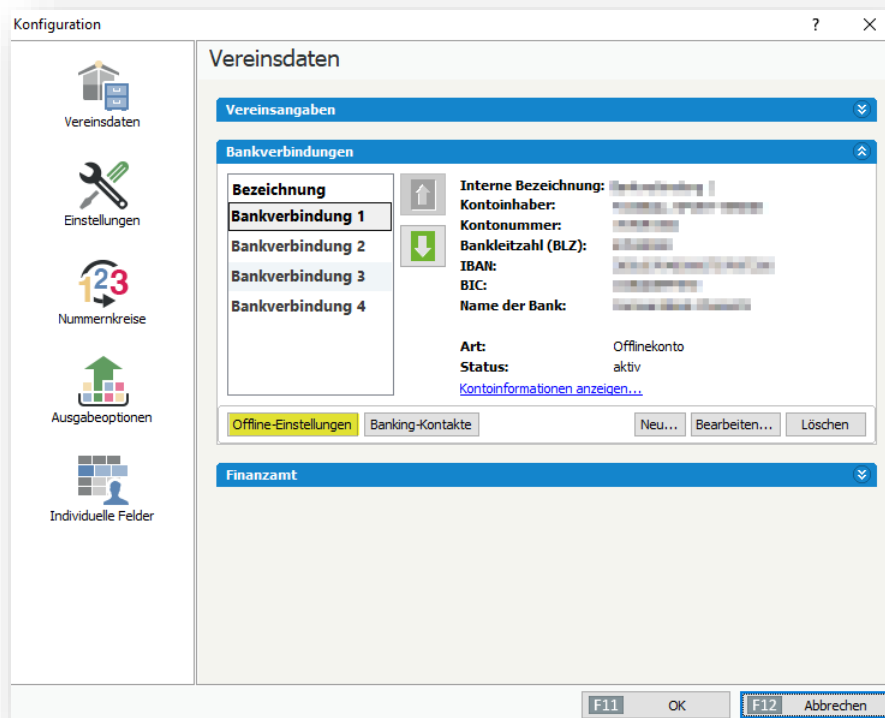 Konfiguration
?
Vereinsdaten
Vereinsdaten
Einstellungen
123
Nummernkreise
Ausgabeoptionen
Individuelle Felder
Vereinsangaben
Bankverbindungen
Bezeichnung
Bankverbindung 1
Bankverbindung 2
Bankverbindung 3
Bankverbindung 4
Interne Bezeichnung:
Kontoinhaber:
Kontonummer:
Bankleitzahl (BLZ):
IBAN:
BIC:
Name der Bank:
Art: Offlinekonto
Status: aktiv
Kontoinformationen anzeigen...
Offline-Einstellungen Banking-Kontakte Neu... Bearbeiten... Löschen
Finanzamt
F11 OK F12 Abbrechen